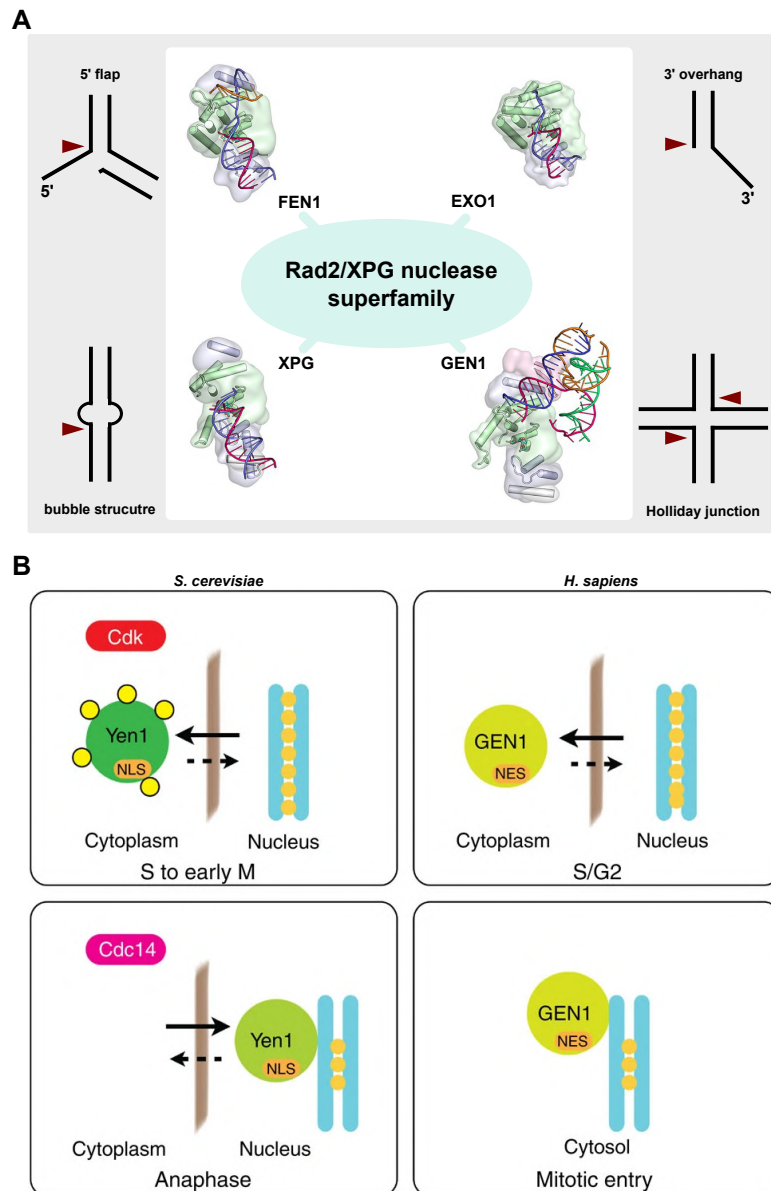 A
5' flap
3' overhang
5'
3'
FEN1
EXO1
Rad2/XPG nuclease
superfamily
XPG
GEN1
bubble strucutre
Holliday junction
B
S. cerevisiae
H. sapiens
Cdk
Yen1
NLS
Cytoplasm
Nucleus
S to early M
GEN1
NES
Cytoplasm
Nucleus
S/G2
Cdc14
Yen1
NLS
Cytoplasm
Nucleus
Anaphase
GEN1
NES
Cytosol
Mitotic entry